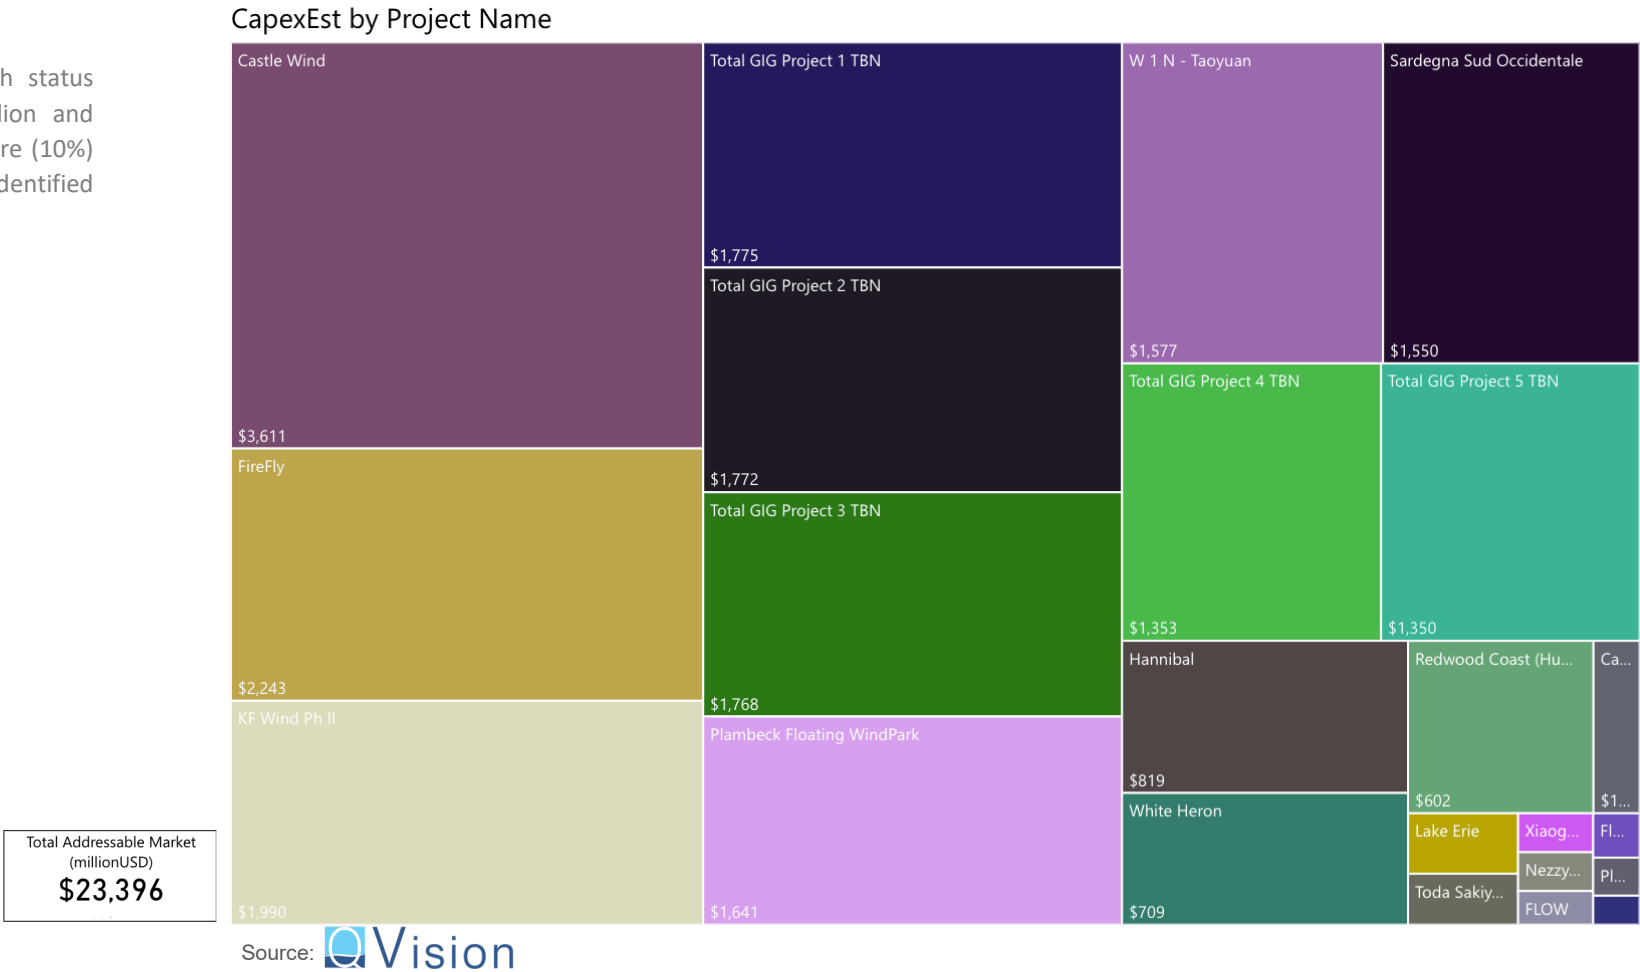 CapexEst by Project Name
h status
lion and
re (10%)
dentified
Castle Wind
$3,611
FireFly
$2,243
KF Wind Ph II
$1,990
Total GIG Project 1 TBN
$1,775
Total GIG Project 2 TBN
$1,772
Total GIG Project 3 TBN
$1,768
Plambeck Floating WindPark
$1,641
W 1 N - Taoyuan
$1,577
Sardegna Sud Occidentale
$1,550
Total GIG Project 4 TBN
$1,353
Total GIG Project 5 TBN
$1,350
Hannibal
$819
White Heron
$709
Redwood Coast (Hu...
$602
Ca...
$1...
Lake Erie
Toda Sakiy...
Xiaog...
Nezzy...
FLOW
Fl...
Pl...
Total Addressable Market
(millionUSD)
$23,396
Source: QVision